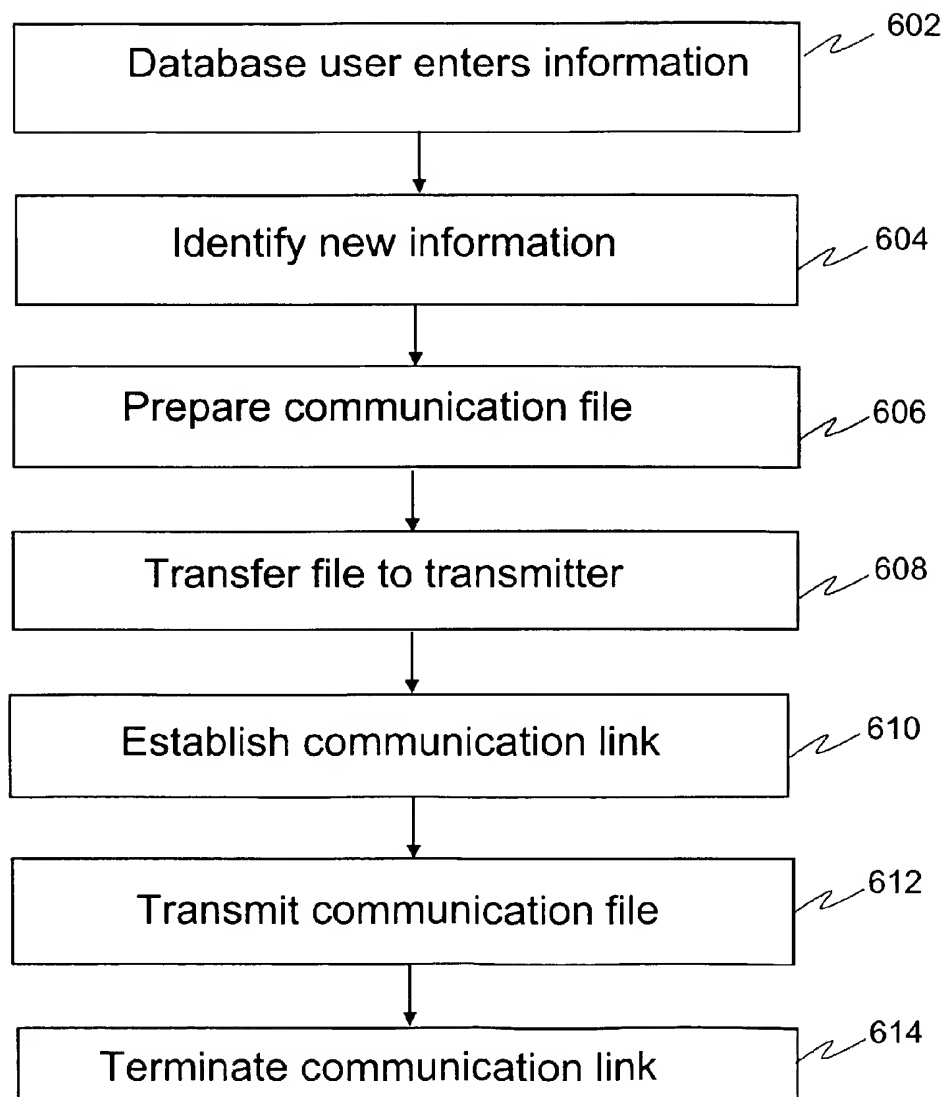 602
Database user enters information
Identify new information
604
Prepare communication file
606
Transfer file to transmitter
608
Establish communication link
610
Transmit communication file
612
Terminate communication link
614